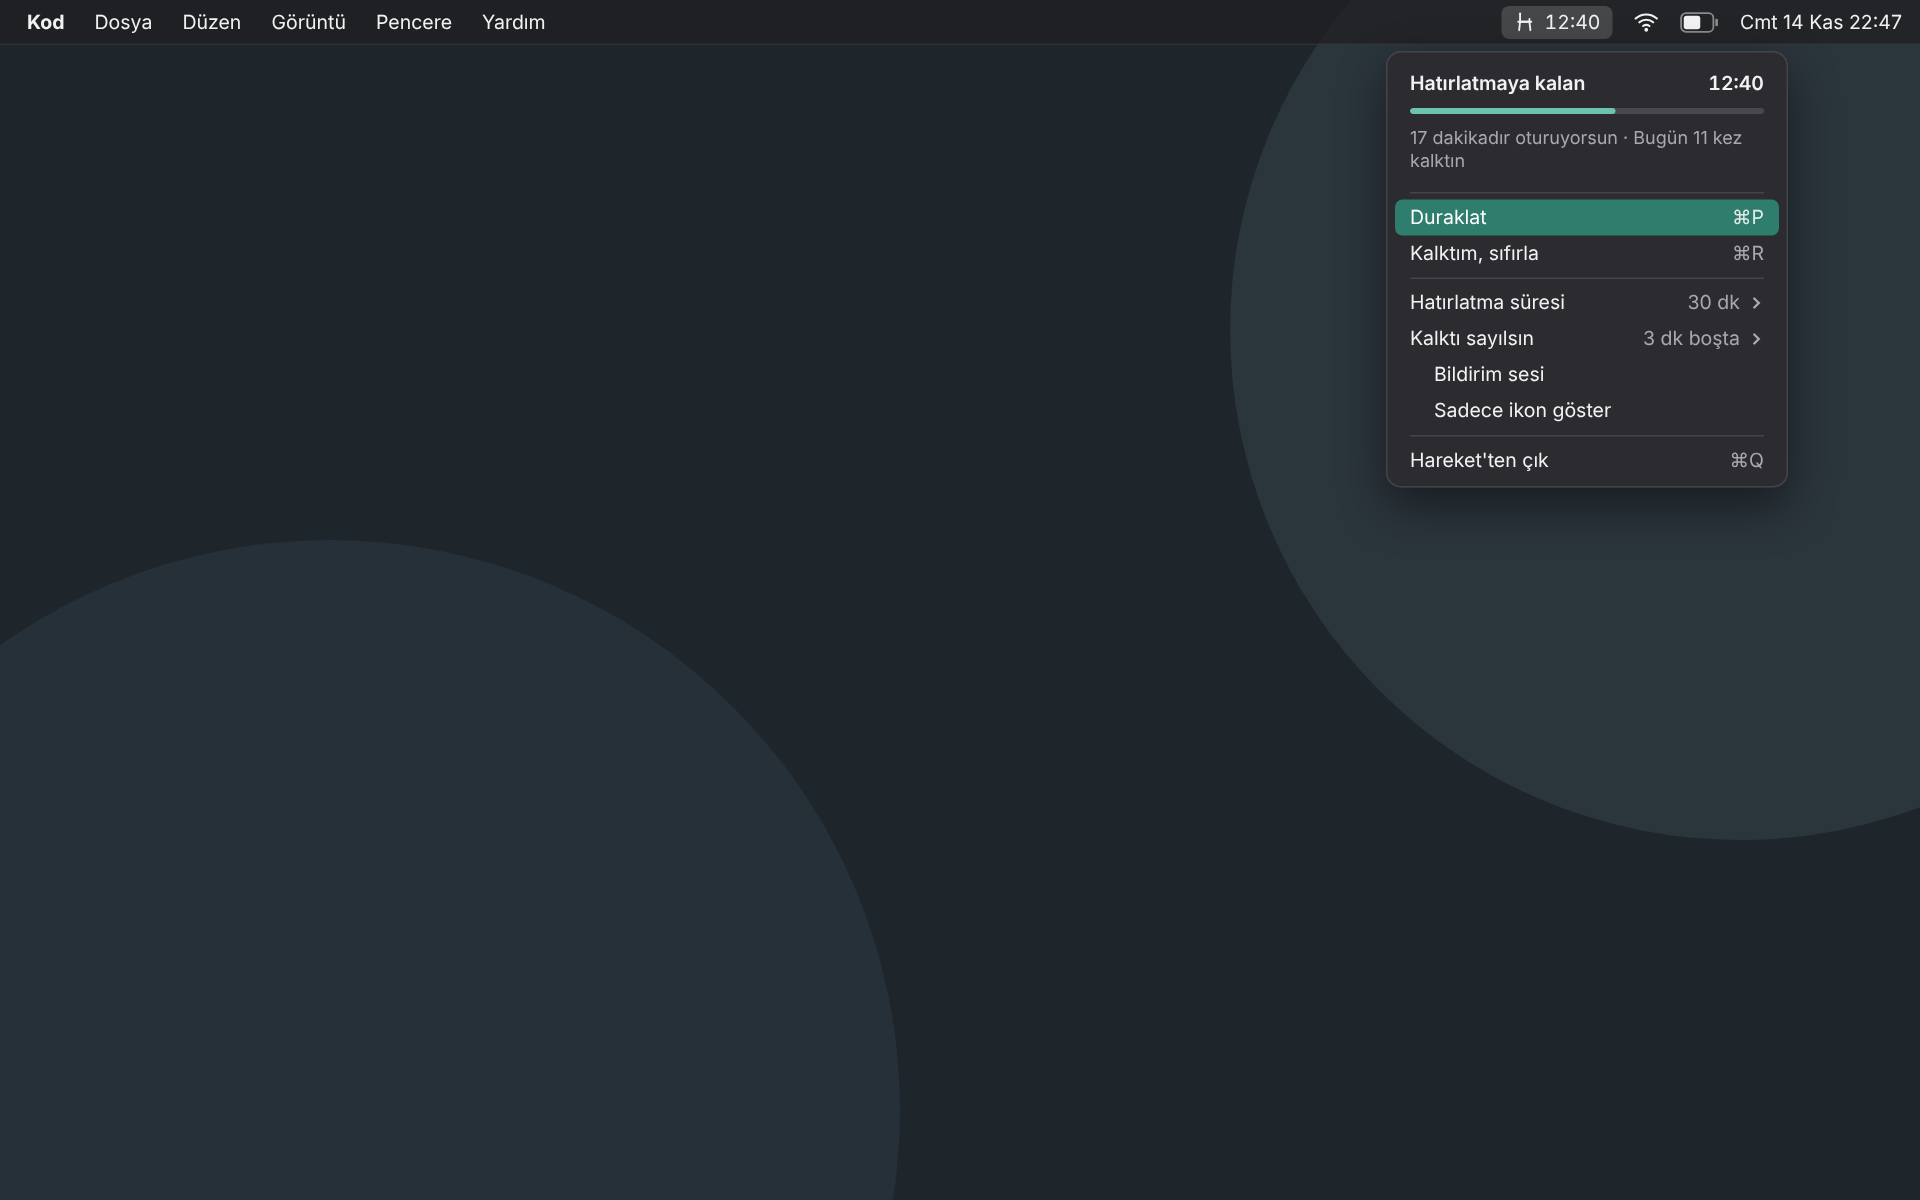 Kod Dosya Düzen Görüntü Pencere Yardım 12:40 Cmt 14 Kas 22:47
Hatırlatmaya kalan 12:40
17 dakikadır oturuyorsun · Bugün 11 kez
kalktın
Duraklat ⌘P
Kalktım, sıfırla ⌘R
Hatırlatma süresi 30 dk
Kalktı sayılsın 3 dk boşta
Bildirim sesi
Sadece ikon göster
Hareket'ten çık ⌘Q